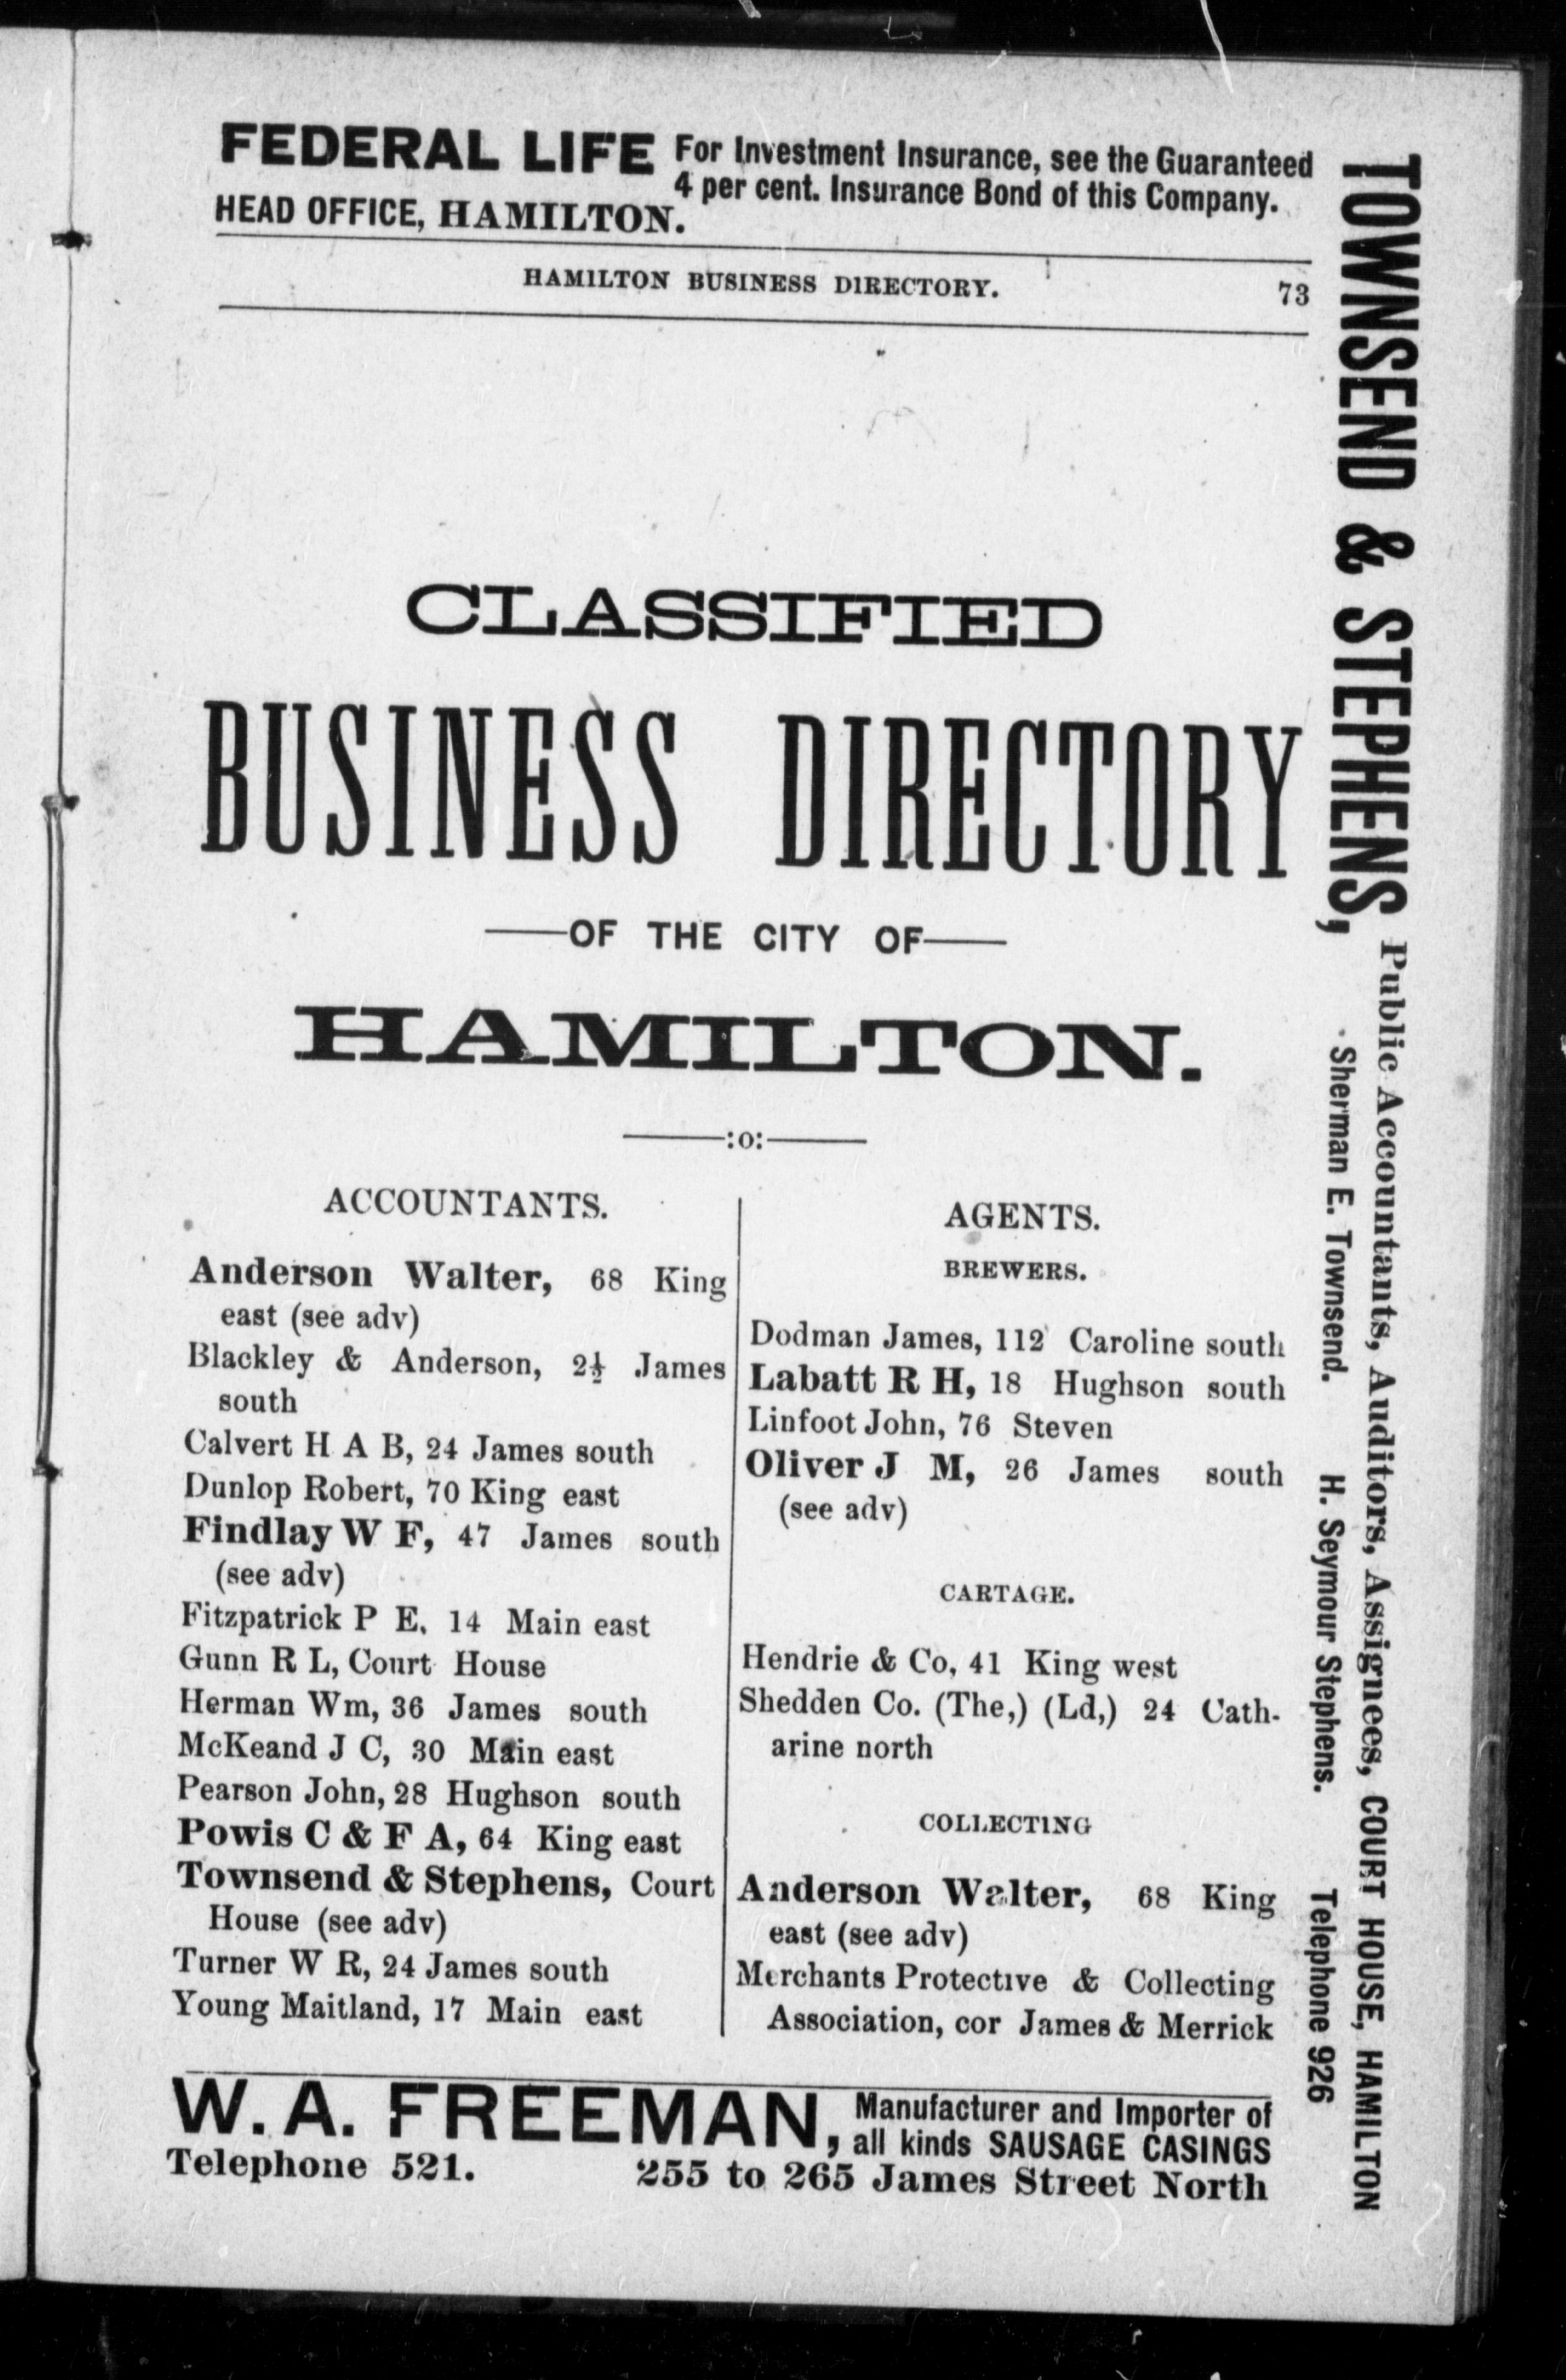 FEDERAL LIFE For Investment Insurance, see the Guaranteed
4 per cent. Insurance Bond of this Company.
HEAD OFFICE, HAMILTON.
HAMILTON BUSINESS DIRECTORY. 73
CLASSIFIED
BUSINESS DIRECTORY
—OF THE CITY OF—
HAMILTON.
—:o:—
ACCOUNTANTS.
Anderson Walter, 68 King
east (see adv)
Blackley & Anderson, 2½ James
south
Calvert H A B, 24 James south
Dunlop Robert, 70 King east
Findlay W F, 47 James south
(see adv)
Fitzpatrick P E, 14 Main east
Gunn R L, Court House
Herman Wm, 36 James south
McKeand J C, 30 Main east
Pearson John, 28 Hughson south
Powis C & F A, 64 King east
Townsend & Stephens, Court
House (see adv)
Turner W R, 24 James south
Young Maitland, 17 Main east
AGENTS.
BREWERS.
Dodman James, 112 Caroline south
Labatt R H, 18 Hughson south
Linfoot John, 76 Steven
Oliver J M, 26 James south
(see adv)
CARTAGE.
Hendrie & Co, 41 King west
Shedden Co. (The,) (Ld,) 24 Cath-
arine north
COLLECTING
Anderson Walter, 68 King
east (see adv)
Merchants Protective & Collecting
Association, cor James & Merrick
W. A. FREEMAN, Manufacturer and Importer of
all kinds SAUSAGE CASINGS
Telephone 521. 255 to 265 James Street North
TOWNSEND & STEPHENS,
Public Accountants, Auditors, Assignees, COURT HOUSE, HAMILTON
Sherman E. Townsend. H. Seymour Stephens. Telephone 926